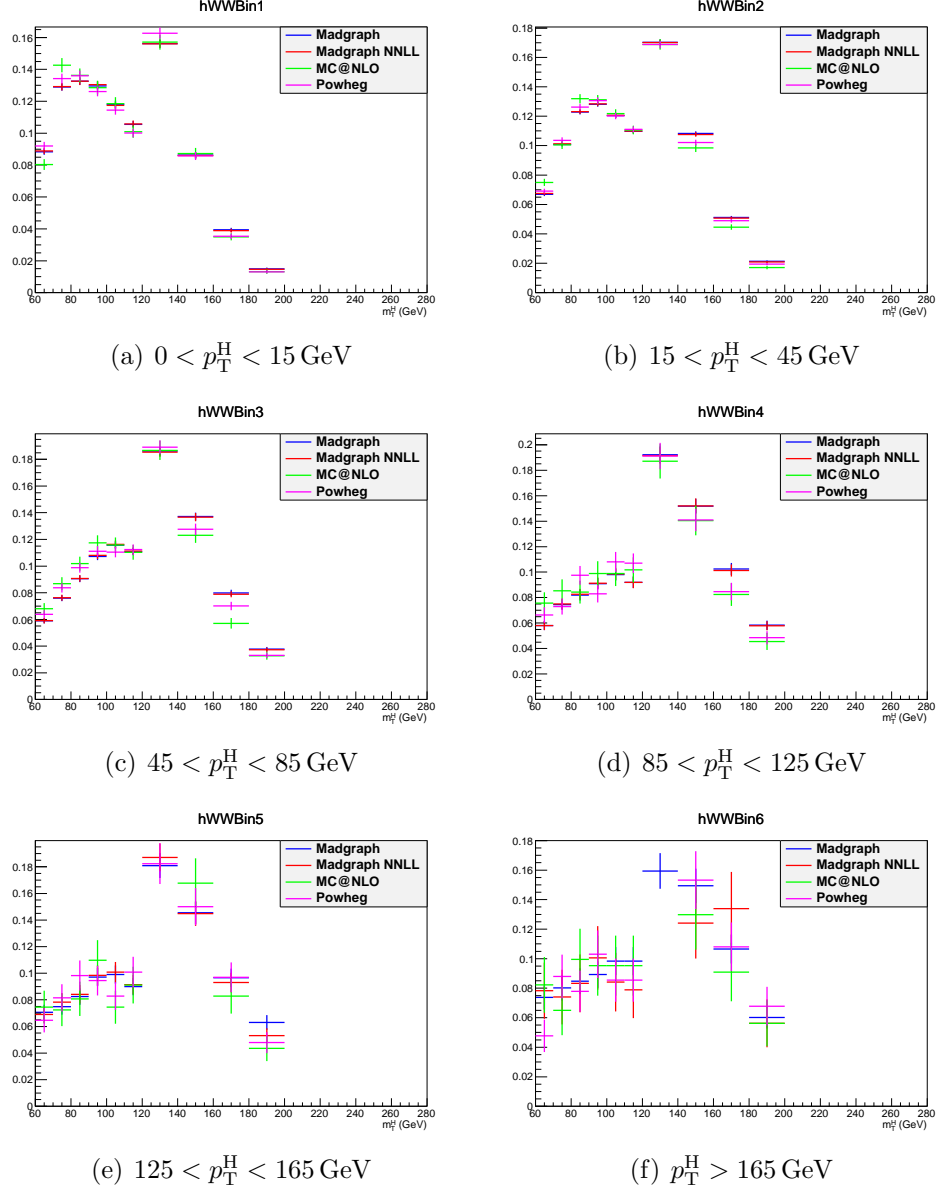 hWWBin1
Madgraph
Madgraph NNLL
MC@NLO
Powheg
0.16
0.14
0.12
0.1
0.08
0.06
0.04
0.02
0
60 80 100 120 140 160 180 200 220 240 260 280
m_T^H (GeV)
(a) 0 < p_T^H < 15 GeV
hWWBin2
Madgraph
Madgraph NNLL
MC@NLO
Powheg
0.18
0.16
0.14
0.12
0.1
0.08
0.06
0.04
0.02
0
60 80 100 120 140 160 180 200 220 240 260 280
m_T^H (GeV)
(b) 15 < p_T^H < 45 GeV
hWWBin3
Madgraph
Madgraph NNLL
MC@NLO
Powheg
0.18
0.16
0.14
0.12
0.1
0.08
0.06
0.04
0.02
0
60 80 100 120 140 160 180 200 220 240 260 280
m_T^H (GeV)
(c) 45 < p_T^H < 85 GeV
hWWBin4
Madgraph
Madgraph NNLL
MC@NLO
Powheg
0.2
0.18
0.16
0.14
0.12
0.1
0.08
0.06
0.04
0.02
0
60 80 100 120 140 160 180 200 220 240 260 280
m_T^H (GeV)
(d) 85 < p_T^H < 125 GeV
hWWBin5
Madgraph
Madgraph NNLL
MC@NLO
Powheg
0.18
0.16
0.14
0.12
0.1
0.08
0.06
0.04
0.02
0
60 80 100 120 140 160 180 200 220 240 260 280
m_T^H (GeV)
(e) 125 < p_T^H < 165 GeV
hWWBin6
Madgraph
Madgraph NNLL
MC@NLO
Powheg
0.18
0.16
0.14
0.12
0.1
0.08
0.06
0.04
0.02
0
60 80 100 120 140 160 180 200 220 240 260 280
m_T^H (GeV)
(f) p_T^H > 165 GeV